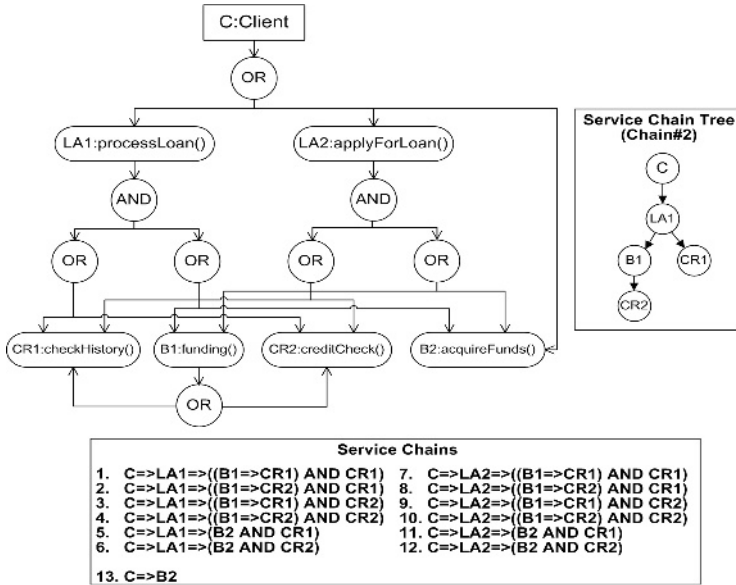 C:Client
OR
LA1:processLoan()
LA2:applyForLoan()
AND
AND
OR
OR
OR
OR
CR1:checkHistory()
B1:funding()
CR2:creditCheck()
B2:acquireFunds()
OR
Service Chain Tree
(Chain#2)
C
LA1
B1
CR1
CR2
Service Chains
1. C=>LA1=>((B1=>CR1) AND CR1)
2. C=>LA1=>((B1=>CR2) AND CR1)
3. C=>LA1=>((B1=>CR1) AND CR2)
4. C=>LA1=>((B1=>CR2) AND CR2)
5. C=>LA1=>(B2 AND CR1)
6. C=>LA1=>(B2 AND CR2)
7. C=>LA2=>((B1=>CR1) AND CR1)
8. C=>LA2=>((B1=>CR2) AND CR1)
9. C=>LA2=>((B1=>CR1) AND CR2)
10. C=>LA2=>((B1=>CR2) AND CR2)
11. C=>LA2=>(B2 AND CR1)
12. C=>LA2=>(B2 AND CR2)
13. C=>B2